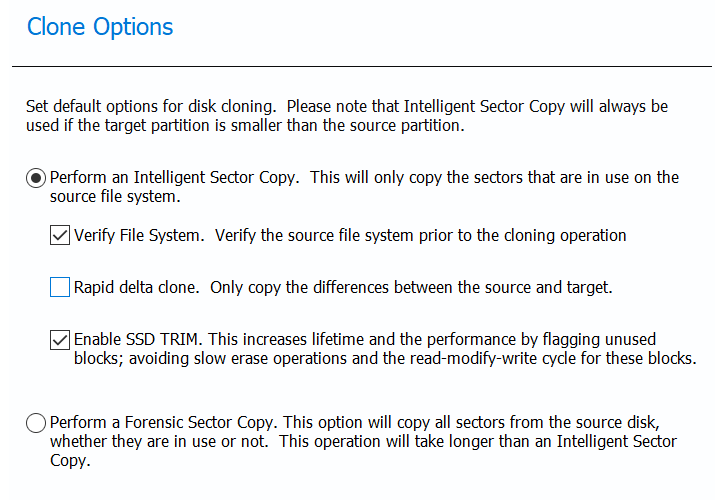 Clone Options
Set default options for disk cloning.  Please note that Intelligent Sector Copy will always be
used if the target partition is smaller than the source partition.
Perform an Intelligent Sector Copy.  This will only copy the sectors that are in use on the
source file system.
Verify File System.  Verify the source file system prior to the cloning operation
Rapid delta clone.  Only copy the differences between the source and target.
Enable SSD TRIM. This increases lifetime and the performance by flagging unused
blocks; avoiding slow erase operations and the read-modify-write cycle for these blocks.
Perform a Forensic Sector Copy. This option will copy all sectors from the source disk,
whether they are in use or not.  This operation will take longer than an Intelligent Sector
Copy.